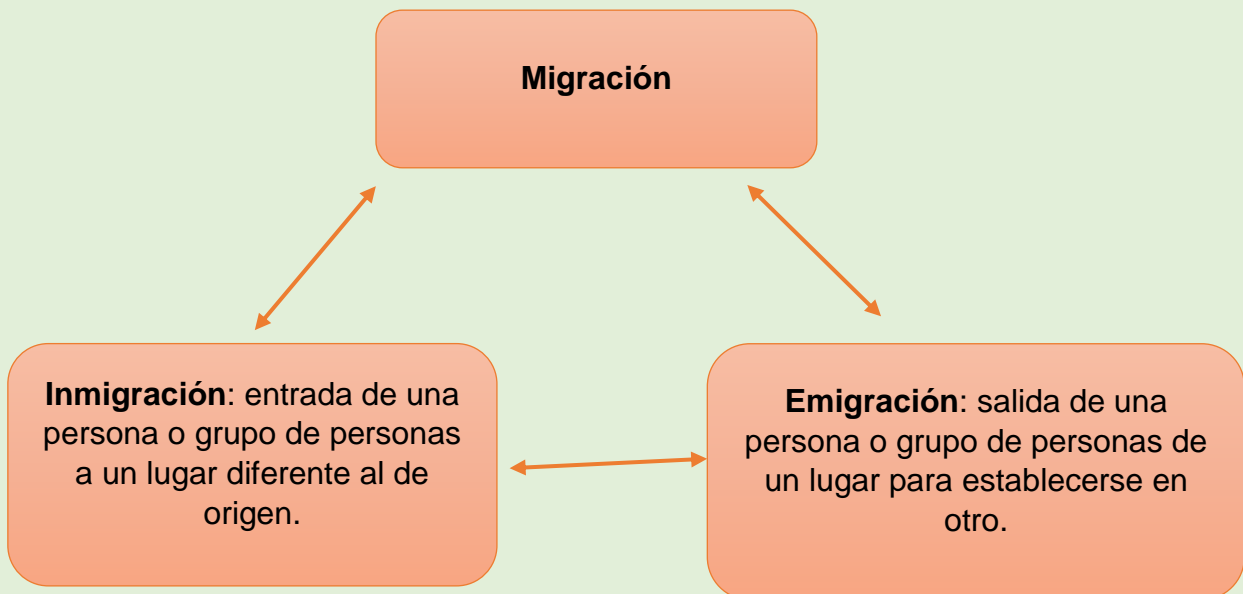 Migración
Inmigración: entrada de una
persona o grupo de personas
a un lugar diferente al de
origen.
Emigración: salida de una
persona o grupo de personas de
un lugar para establecerse en
otro.